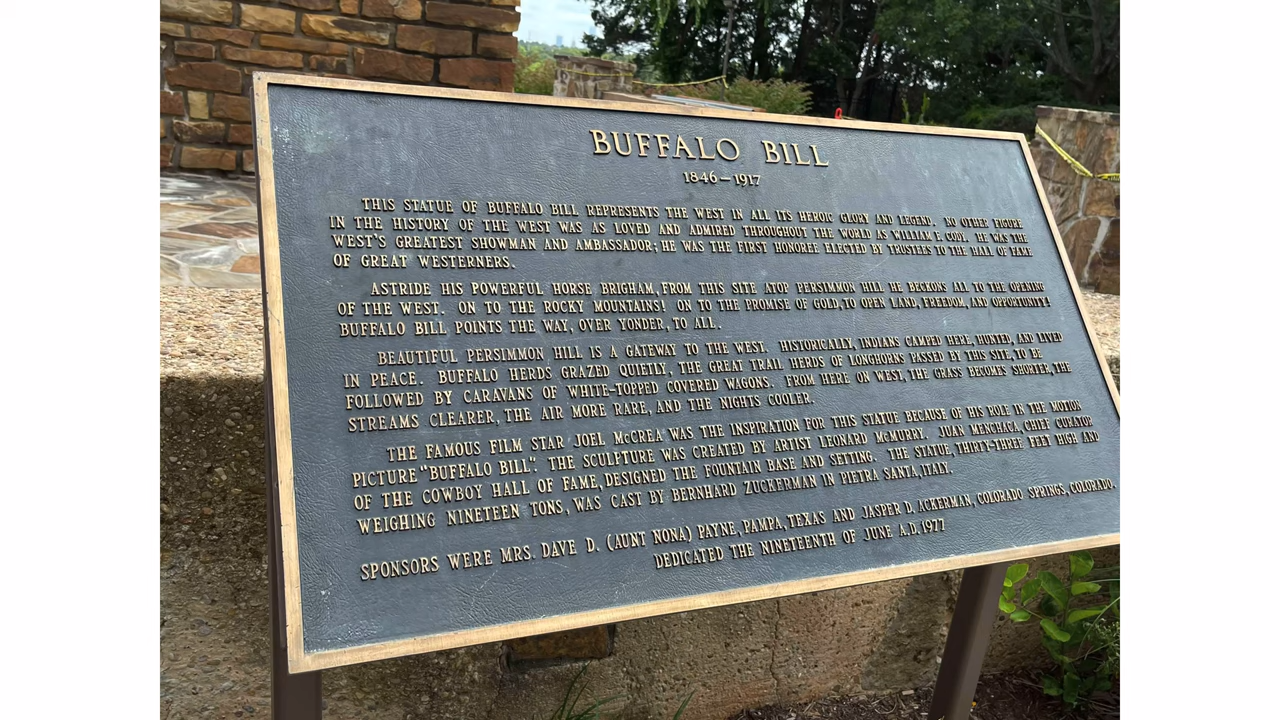 BUFFALO BILL
1846–1917
THIS STATUE OF BUFFALO BILL REPRESENTS THE WEST IN ALL ITS HEROIC GLORY AND LEGEND. NO OTHER FIGURE
IN THE HISTORY OF THE WEST WAS AS LOVED AND ADMIRED THROUGHOUT THE WORLD AS WILLIAM F. CODY. HE WAS THE
WEST'S GREATEST SHOWMAN AND AMBASSADOR; HE WAS THE FIRST HONOREE ELECTED BY TRUSTEES TO THE HALL OF FAME
OF GREAT WESTERNERS.
ASTRIDE HIS POWERFUL HORSE BRIGHAM, FROM THIS SITE ATOP PERSIMMON HILL HE BECKONS ALL TO THE OPENING
OF THE WEST. ON TO THE ROCKY MOUNTAINS! ON TO THE PROMISE OF GOLD, TO OPEN LAND, FREEDOM, AND OPPORTUNITY!
BUFFALO BILL POINTS THE WAY, OVER YONDER, TO ALL.
BEAUTIFUL PERSIMMON HILL IS A GATEWAY TO THE WEST. HISTORICALLY, INDIANS CAMPED HERE, HUNTED, AND LIVED
IN PEACE. BUFFALO HERDS GRAZED QUIETLY, THE GREAT TRAIL HERDS OF LONGHORNS PASSED BY THIS SITE, TO BE
FOLLOWED BY CARAVANS OF WHITE-TOPPED COVERED WAGONS. FROM HERE ON WEST, THE GRASS BECOMES SHORTER, THE
STREAMS CLEARER, THE AIR MORE RARE, AND THE NIGHTS COOLER.
THE FAMOUS FILM STAR JOEL McCREA WAS THE INSPIRATION FOR THIS STATUE BECAUSE OF HIS ROLE IN THE MOTION
PICTURE "BUFFALO BILL". THE SCULPTURE WAS CREATED BY ARTIST LEONARD McMURRY. JUAN MENCHACA, CHIEF CURATOR
OF THE COWBOY HALL OF FAME, DESIGNED THE FOUNTAIN BASE AND SETTING. THE STATUE, THIRTY-THREE FEET HIGH AND
WEIGHING NINETEEN TONS, WAS CAST BY BERNHARD ZUCKERMAN IN PIETRA SANTA, ITALY.
SPONSORS WERE MRS. DAVE D. (AUNT NONA) PAYNE, PAMPA, TEXAS AND JASPER D. ACKERMAN, COLORADO SPRINGS, COLORADO.
DEDICATED THE NINETEENTH OF JUNE A.D. 1977